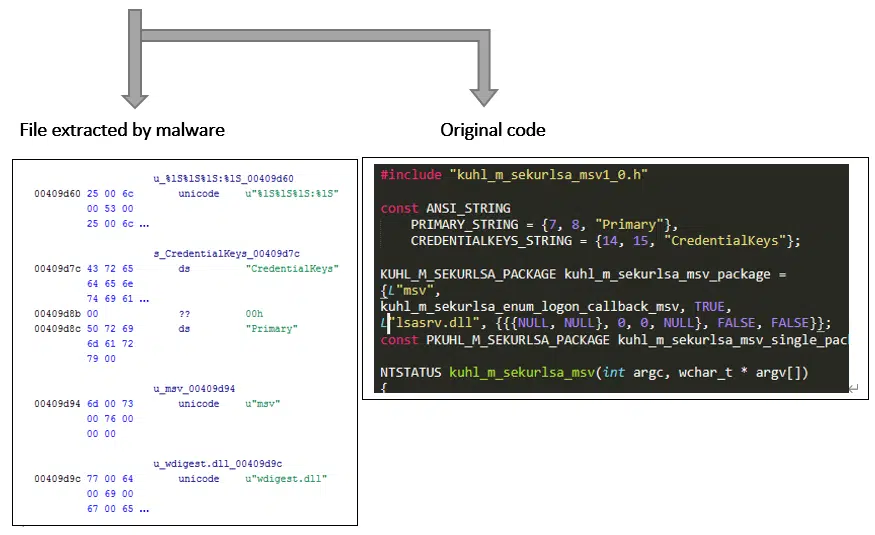 File extracted by malware
Original code
u_%lS%lS%lS:%lS_00409d60
00409d60 25 00 6c unicode u"%lS%lS%lS:%lS"
00 53 00
25 00 6c ...
s_CredentialKeys_00409d7c
00409d7c 43 72 65 ds "CredentialKeys"
64 65 6e
74 69 61 ...
00409d8b 00 ?? 00h
00409d8c 50 72 69 ds "Primary"
6d 61 72
79 00
u_msv_00409d94
00409d94 6d 00 73 unicode u"msv"
00 76 00
00 00
u_wdigest.dll_00409d9c
00409d9c 77 00 64 unicode u"wdigest.dll"
00 69 00
67 00 65 ...
#include "kuhl_m_sekurlsa_msv1_0.h"
const ANSI_STRING
PRIMARY_STRING = {7, 8, "Primary"},
CREDENTIALKEYS_STRING = {14, 15, "CredentialKeys"};
KUHL_M_SEKURLSA_PACKAGE kuhl_m_sekurlsa_msv_package =
{L"msv",
kuhl_m_sekurlsa_enum_logon_callback_msv, TRUE,
L"lsasrv.dll", {{{NULL, NULL}, 0, 0, NULL}, FALSE, FALSE}};
const PKUHL_M_SEKURLSA_PACKAGE kuhl_m_sekurlsa_msv_single_pac
NTSTATUS kuhl_m_sekurlsa_msv(int argc, wchar_t * argv[])
{